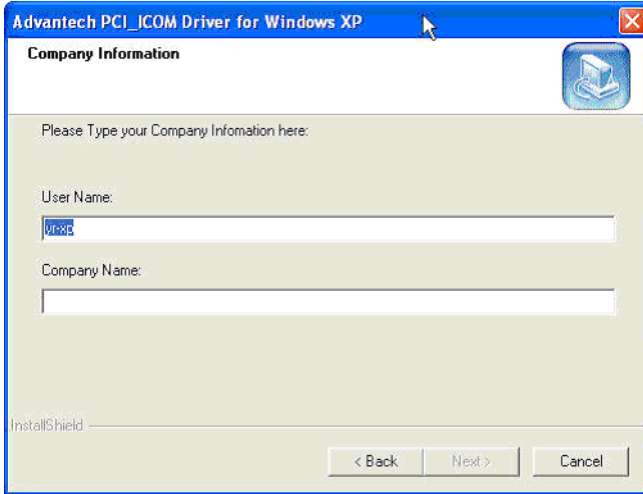 Advantech PCI_ICOM Driver for Windows XP
Company Information
Please Type your Company Infomation here:
User Name:
yr-xp
Company Name:
InstallShield
< Back
Next >
Cancel